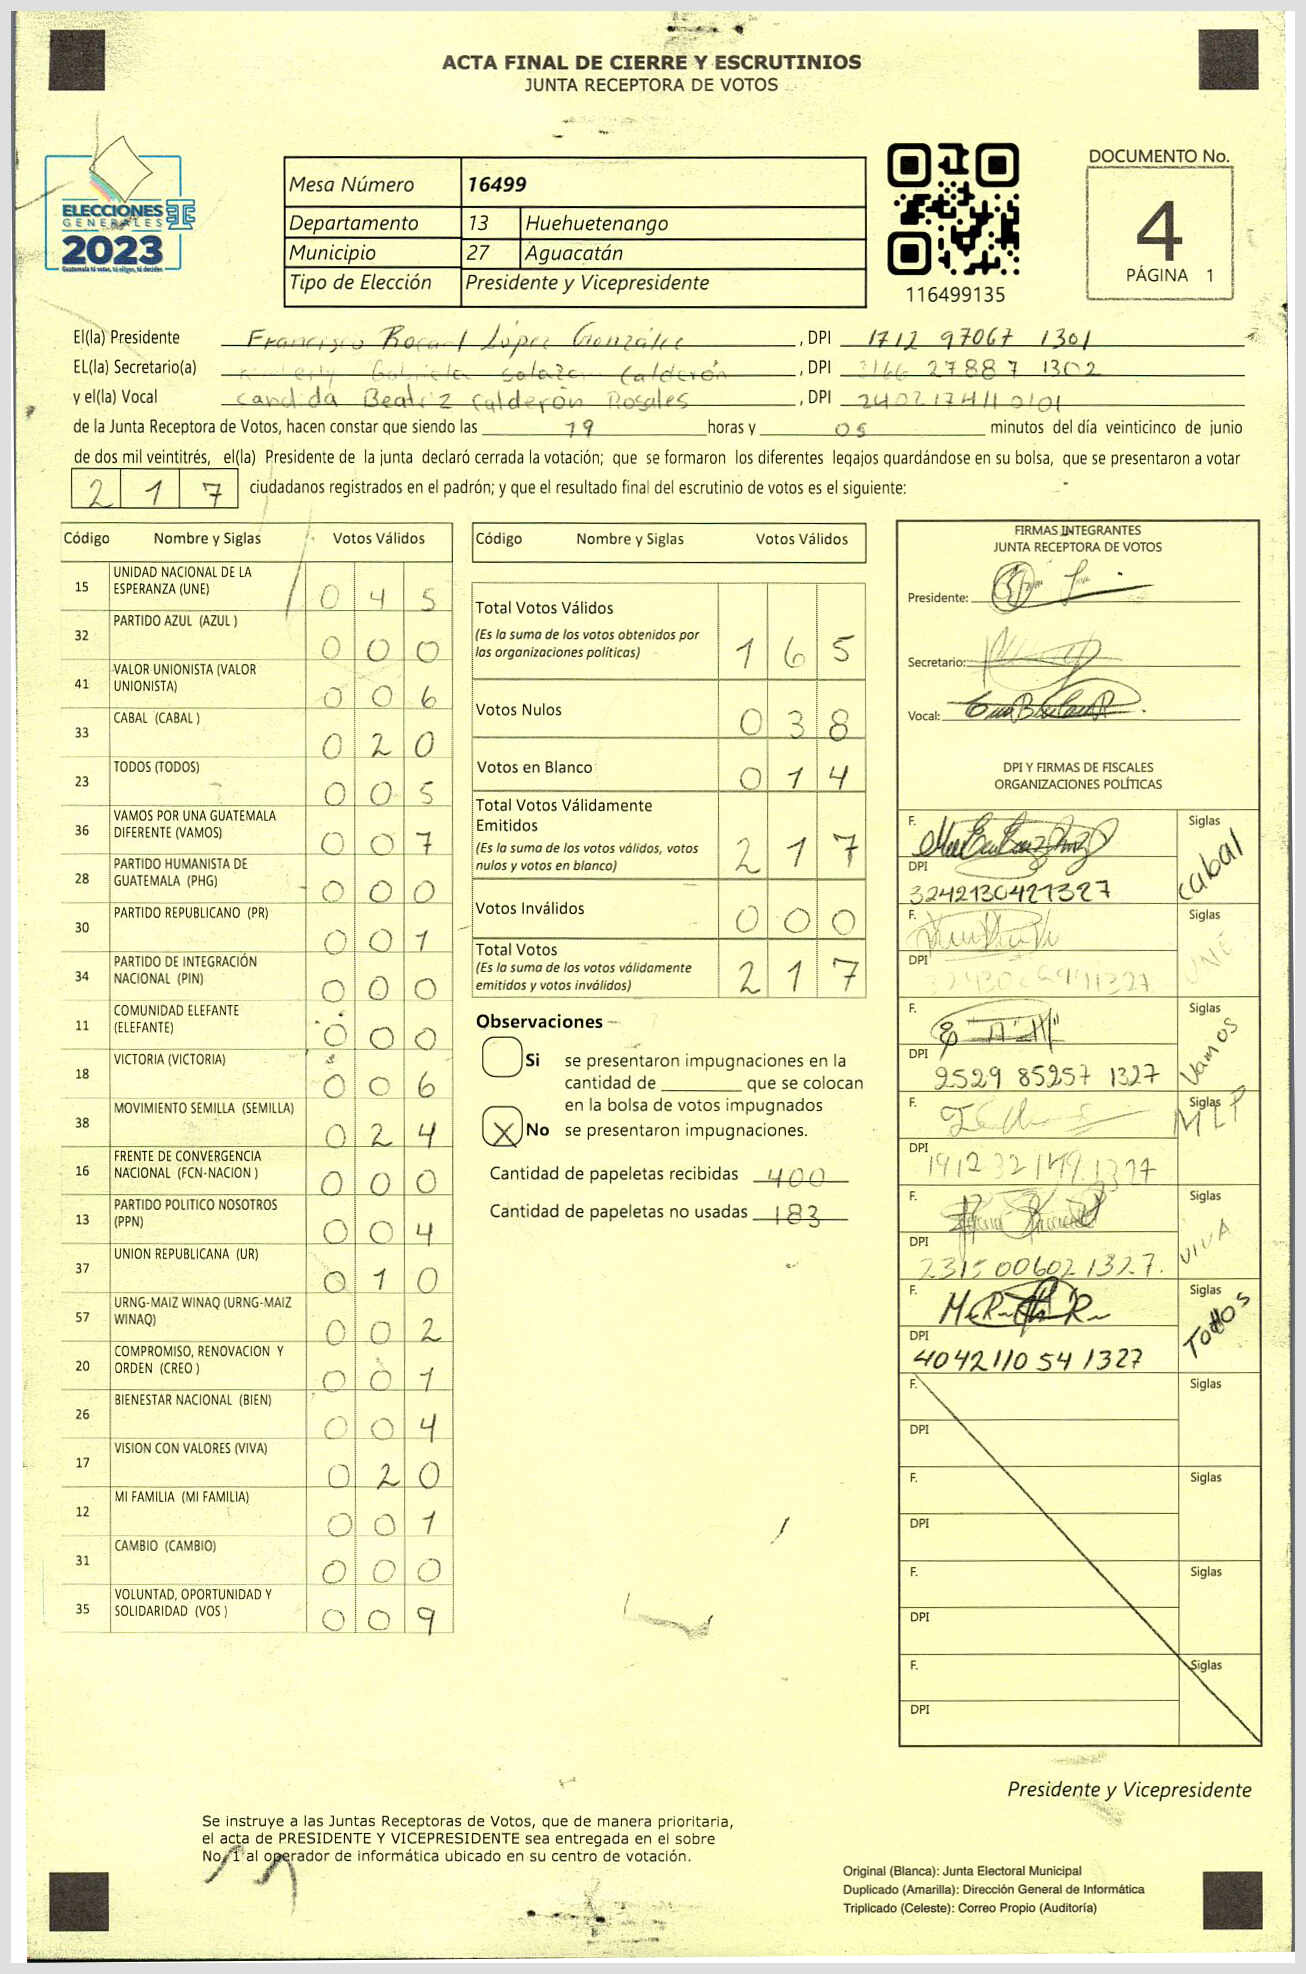 ACTA FINAL DE CIERRE Y ESCRUTINIOS
JUNTA RECEPTORA DE VOTOS
ELECCIONES
GENERALES
2023
Guatemala tú votas, tú eliges, tú decides
Mesa Número 16499
Departamento 13 Huehuetenango
Municipio 27 Aguacatán
Tipo de Elección Presidente y Vicepresidente
116499135
DOCUMENTO No.
4
PÁGINA 1
El(la) Presidente Francisco López González, DPI 1712 97067 1301
EL(la) Secretario(a) Gabriela Salazar Calderón, DPI 3166 27887 1302
y el(la) Vocal Candida Beatriz Calderón Rosales, DPI
de la Junta Receptora de Votos, hacen constar que siendo las 19 horas y 05 minutos del día veinticinco de junio
de dos mil veintitrés, el(la) Presidente de la junta declaró cerrada la votación; que se formaron los diferentes legajos quardándose en su bolsa, que se presentaron a votar
217 ciudadanos registrados en el padrón; y que el resultado final del escrutinio de votos es el siguiente:
Código Nombre y Siglas Votos Válidos
15 UNIDAD NACIONAL DE LA ESPERANZA (UNE) 0 4 5
32 PARTIDO AZUL (AZUL ) 0 0 0
41 VALOR UNIONISTA (VALOR UNIONISTA) 0 0 6
33 CABAL (CABAL ) 0 2 0
23 TODOS (TODOS) 0 0 5
36 VAMOS POR UNA GUATEMALA DIFERENTE (VAMOS) 0 0 7
28 PARTIDO HUMANISTA DE GUATEMALA (PHG) 0 0 0
30 PARTIDO REPUBLICANO (PR) 0 0 1
34 PARTIDO DE INTEGRACIÓN NACIONAL (PIN) 0 0 0
11 COMUNIDAD ELEFANTE (ELEFANTE) 0 0 0
18 VICTORIA (VICTORIA) 0 0 6
38 MOVIMIENTO SEMILLA (SEMILLA) 0 2 4
16 FRENTE DE CONVERGENCIA NACIONAL (FCN-NACION ) 0 0 0
13 PARTIDO POLITICO NOSOTROS (PPN) 0 0 4
37 UNION REPUBLICANA (UR) 0 1 0
57 URNG-MAIZ WINAQ (URNG-MAIZ WINAQ) 0 0 2
20 COMPROMISO, RENOVACION Y ORDEN (CREO ) 0 0 1
26 BIENESTAR NACIONAL (BIEN) 0 0 4
17 VISION CON VALORES (VIVA) 0 2 0
12 MI FAMILIA (MI FAMILIA) 0 0 1
31 CAMBIO (CAMBIO) 0 0 0
35 VOLUNTAD, OPORTUNIDAD Y SOLIDARIDAD (VOS ) 0 0 9
Código Nombre y Siglas Votos Válidos
Total Votos Válidos 1 6 5
(Es la suma de los votos obtenidos por
las organizaciones políticas)
Votos Nulos 0 3 8
Votos en Blanco 0 1 4
Total Votos Válidamente
Emitidos 2 1 7
(Es la suma de los votos válidos, votos
nulos y votos en blanco)
Votos Inválidos 0 0 0
Total Votos 2 1 7
(Es la suma de los votos válidamente
emitidos y votos inválidos)
Observaciones
Si se presentaron impugnaciones en la
cantidad de ________ que se colocan
en la bolsa de votos impugnados
X No se presentaron impugnaciones.
Cantidad de papeletas recibidas 400
Cantidad de papeletas no usadas 183
FIRMAS INTEGRANTES
JUNTA RECEPTORA DE VOTOS
Presidente:
Secretario:
Vocal:
DPI Y FIRMAS DE FISCALES
ORGANIZACIONES POLÍTICAS
F. Siglas Cabal
DPI 3242130421327
F. Siglas UNE
DPI
F. Siglas Vamos
DPI 2529 85257 1327
F. Siglas MLP
DPI
F. Siglas VIVA
DPI 2315 00602 1327.
F. Siglas Todos
DPI 4042110 54 1327
F. Siglas
DPI
F. Siglas
DPI
F. Siglas
DPI
F. Siglas
DPI
Presidente y Vicepresidente
Se instruye a las Juntas Receptoras de Votos, que de manera prioritaria,
el acta de PRESIDENTE Y VICEPRESIDENTE sea entregada en el sobre
No. 1 al operador de informática ubicado en su centro de votación.
Original (Blanca): Junta Electoral Municipal
Duplicado (Amarilla): Dirección General de Informática
Triplicado (Celeste): Correo Propio (Auditoría)